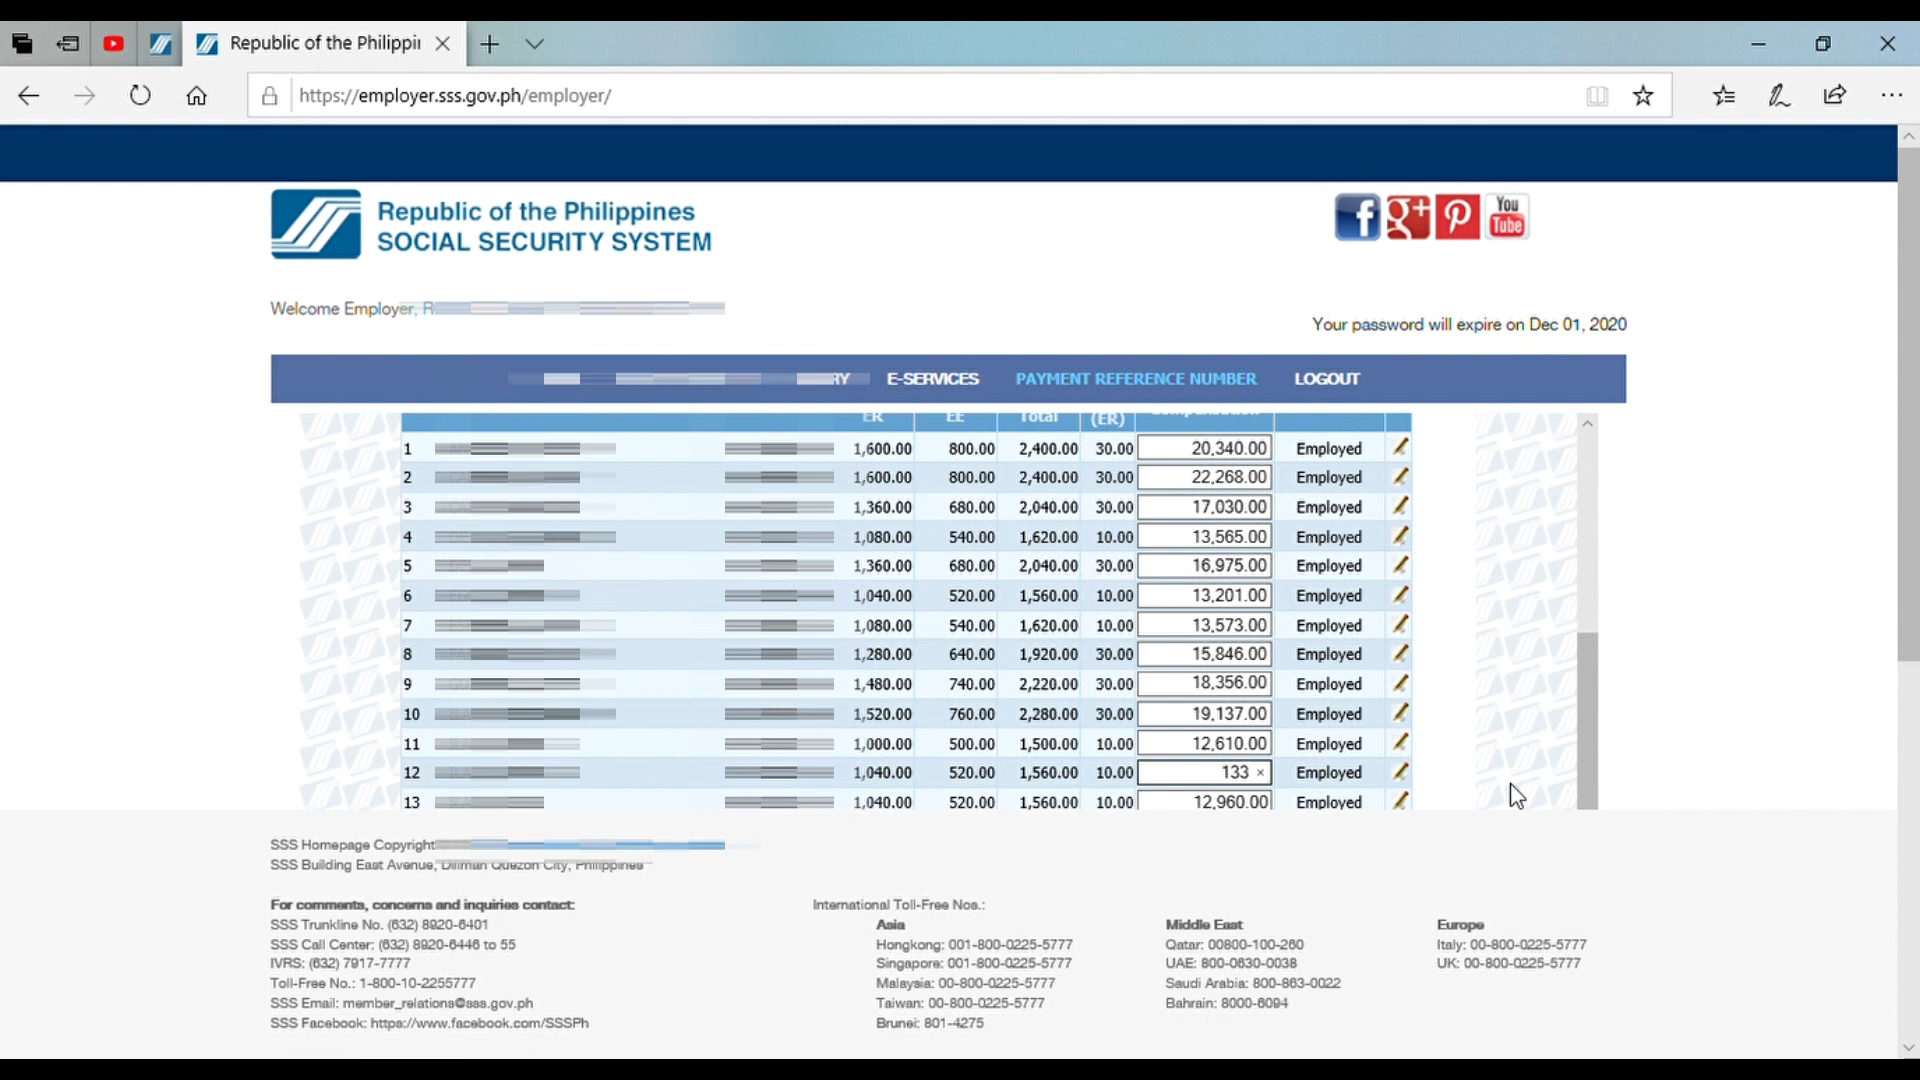 Republic of the Philippi
https://employer.sss.gov.ph/employer/
Republic of the Philippines
SOCIAL SECURITY SYSTEM
You
Tube
Welcome Employer, R
Your password will expire on Dec 01, 2020
RY E-SERVICES PAYMENT REFERENCE NUMBER LOGOUT
ER EE Total (ER)
1 1,600.00 800.00 2,400.00 30.00 20,340.00 Employed
2 1,600.00 800.00 2,400.00 30.00 22,268.00 Employed
3 1,360.00 680.00 2,040.00 30.00 17,030.00 Employed
4 1,080.00 540.00 1,620.00 10.00 13,565.00 Employed
5 1,360.00 680.00 2,040.00 30.00 16,975.00 Employed
6 1,040.00 520.00 1,560.00 10.00 13,201.00 Employed
7 1,080.00 540.00 1,620.00 10.00 13,573.00 Employed
8 1,280.00 640.00 1,920.00 30.00 15,846.00 Employed
9 1,480.00 740.00 2,220.00 30.00 18,356.00 Employed
10 1,520.00 760.00 2,280.00 30.00 19,137.00 Employed
11 1,000.00 500.00 1,500.00 10.00 12,610.00 Employed
12 1,040.00 520.00 1,560.00 10.00 133 × Employed
13 1,040.00 520.00 1,560.00 10.00 12,960.00 Employed
SSS Homepage Copyright
SSS Building East Avenue, Diliman Quezon City, Philippines
For comments, concerns and inquiries contact:
SSS Trunkline No. (632) 8920-6401
SSS Call Center: (632) 8920-6446 to 55
IVRS: (632) 7917-7777
Toll-Free No.: 1-800-10-2255777
SSS Email: member_relations@sss.gov.ph
SSS Facebook: https://www.facebook.com/SSSPh
International Toll-Free Nos.:
Asia
Hongkong: 001-800-0225-5777
Singapore: 001-800-0225-5777
Malaysia: 00-800-0225-5777
Taiwan: 00-800-0225-5777
Brunei: 801-4275
Middle East
Qatar: 00800-100-260
UAE: 800-0630-0038
Saudi Arabia: 800-863-0022
Bahrain: 8000-6094
Europe
Italy: 00-800-0225-5777
UK: 00-800-0225-5777